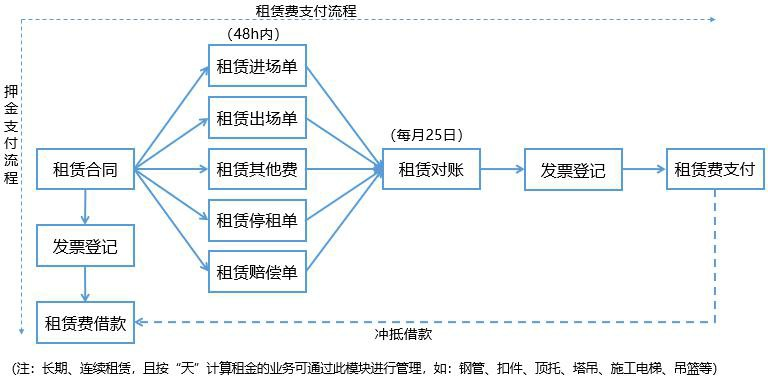 租赁费支付流程
（48h内）
押金支付流程
租赁进场单
租赁出场单
（每月25日）
租赁合同
租赁其他费
租赁对账
发票登记
租赁费支付
租赁停租单
发票登记
租赁赔偿单
租赁费借款
冲抵借款
（注：长期、连续租赁，且按“天”计算租金的业务可通过此模块进行管理，如：钢管、扣件、顶托、塔吊、施工电梯、吊篮等）